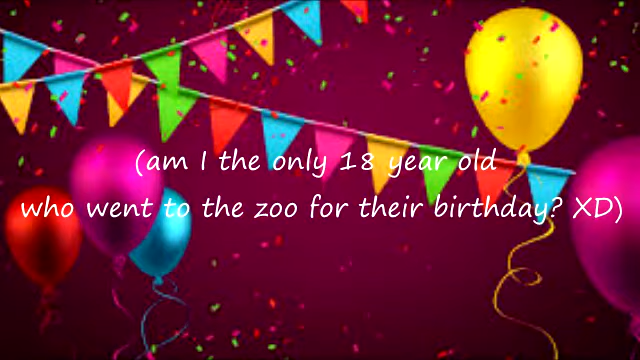 (am I the only 18 year old
who went to the zoo for their birthday? XD)